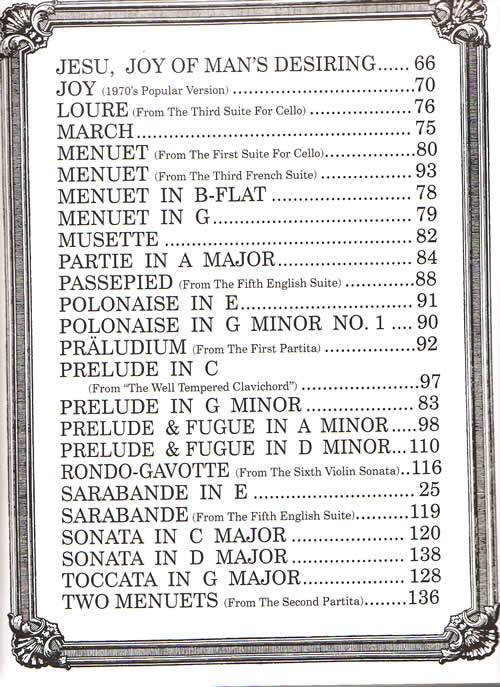 JESU, JOY OF MAN'S DESIRING...... 66
JOY (1970's Popular Version) ..................................70
LOURE (From The Third Suite For Cello) .................... 76
MARCH.................................................... 75
MENUET (From The First Suite For Cello).................80
MENUET (From The Third French Suite) .................. 93
MENUET IN B-FLAT .......................... 78
MENUET IN G..................................... 79
MUSETTE .............................................. 82
PARTIE IN A MAJOR......................... 84
PASSEPIED (From The Fifth English Suite) .............88
POLONAISE IN E................................91
POLONAISE IN G MINOR NO. 1 .... 90
PRÄLUDIUM (From The First Partita) .................92
PRELUDE IN C
(From "The Well Tempered Clavichord") ......................97
PRELUDE IN G MINOR .................... 83
PRELUDE & FUGUE IN A MINOR .....98
PRELUDE & FUGUE IN D MINOR...110
RONDO-GAVOTTE (From The Sixth Violin Sonata)..116
SARABANDE IN E .............................. 25
SARABANDE (From The Fifth English Suite)..........119
SONATA IN C MAJOR ..................... 120
SONATA IN D MAJOR ..................... 138
TOCCATA IN G MAJOR................... 128
TWO MENUETS (From The Second Partita)........136